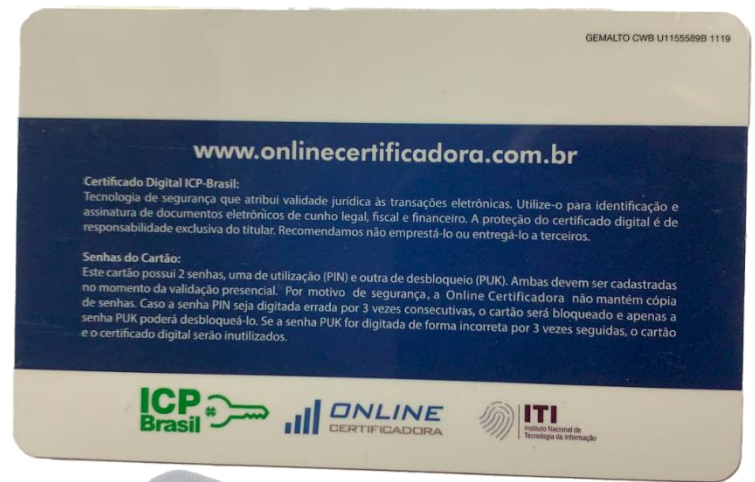 GEMALTO CWB U1155589B 1119
www.onlinecertificadora.com.br
Certificado Digital ICP-Brasil:
Tecnologia de segurança que atribui validade jurídica às transações eletrônicas. Utilize-o para identificação e
assinatura de documentos eletrônicos de cunho legal, fiscal e financeiro. A proteção do certificado digital é de
responsabilidade exclusiva do titular. Recomendamos não emprestá-lo ou entregá-lo a terceiros.
Senhas do Cartão:
Este cartão possui 2 senhas, uma de utilização (PIN) e outra de desbloqueio (PUK). Ambas devem ser cadastradas
no momento da validação presencial. Por motivo de segurança, a Online Certificadora não mantém cópia
de senhas. Caso a senha PIN seja digitada errada por 3 vezes consecutivas, o cartão será bloqueado e apenas a
senha PUK poderá desbloqueá-lo. Se a senha PUK for digitada de forma incorreta por 3 vezes seguidas, o cartão
e o certificado digital serão inutilizados.
ICP
Brasil
ONLINE
CERTIFICADORA
ITI
Instituto Nacional de
Tecnologia da Informação